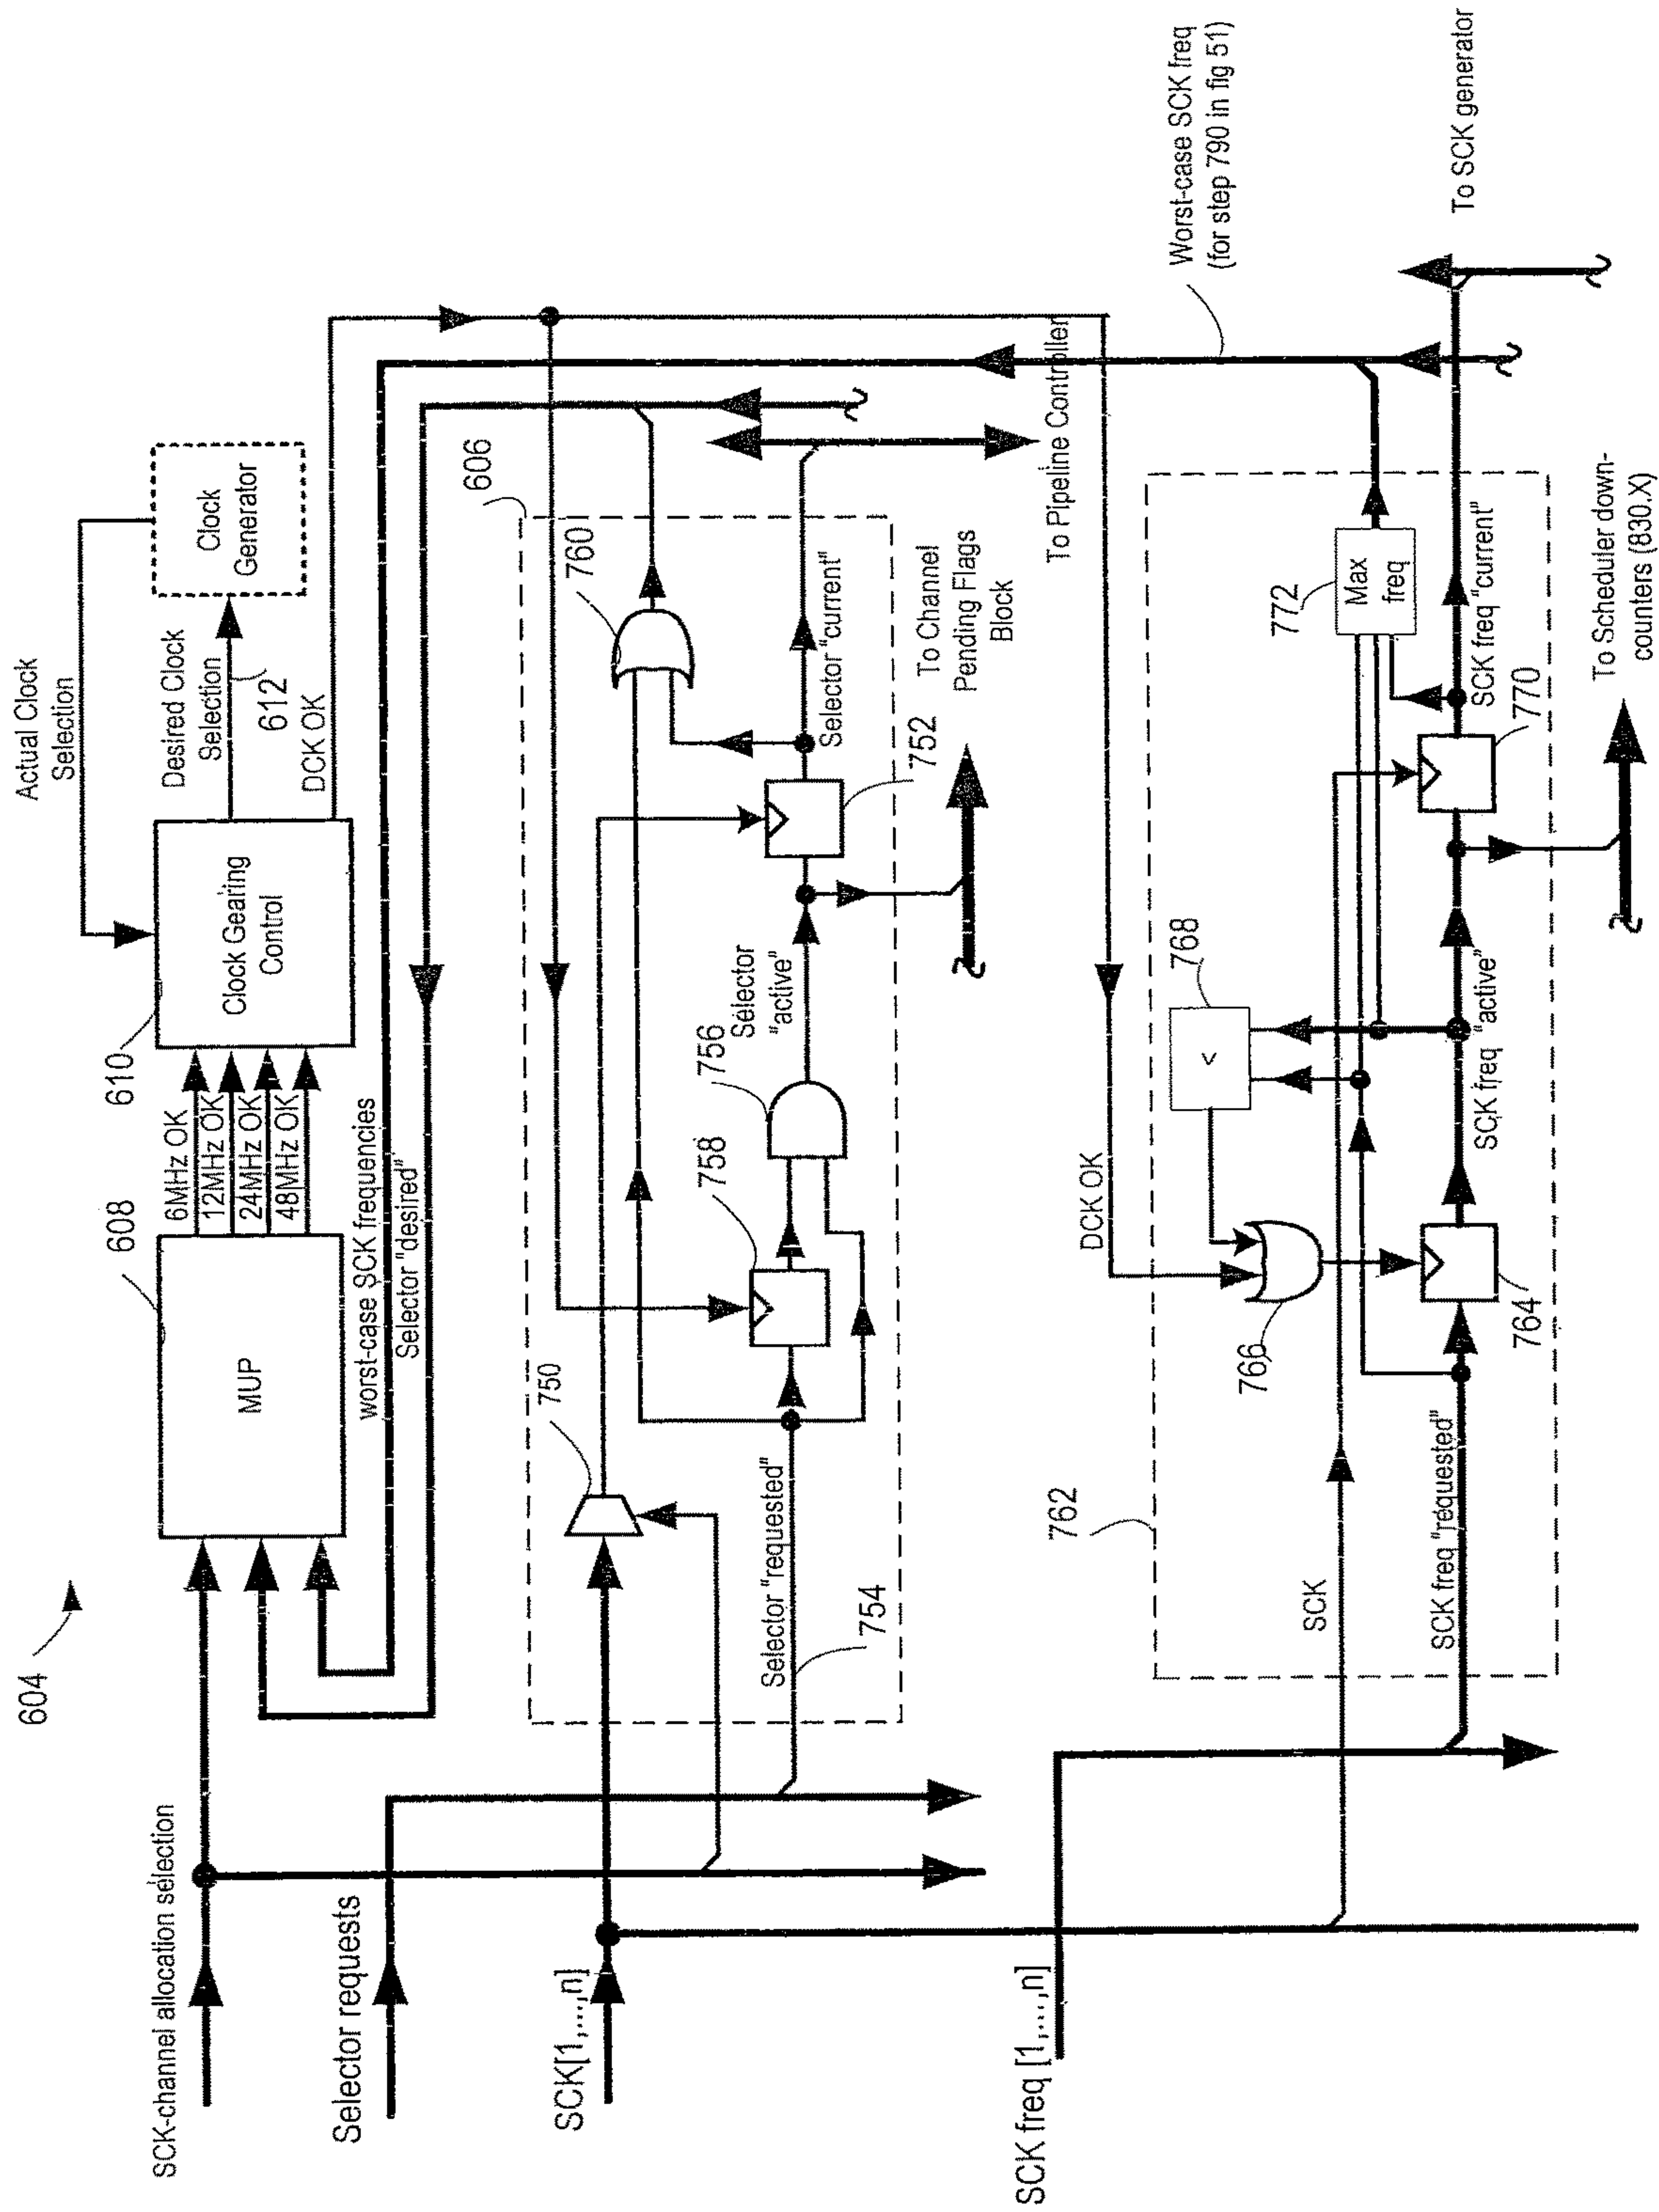 604
SCK-channel allocation selection
Selector requests
SCK[1,...,n]
SCK freq [1,...,n]
608
MUP
6MHz OK
12MHz OK
24MHz OK
48MHz OK
610
Clock Gearing
Control
Actual Clock
Selection
Desired Clock
Selection
612
DCK OK
Clock
Generator
worst-case SCK frequencies
Selector "desired"
606
750
760
Selector "requested"
754
758
756
Selector
"active"
752
Selector "current"
To Channel
Pending Flags
Block
To Pipeline Controller
762
SCK
SCK freq "requested"
DCK OK
766
764
768
<
SCK freq "active"
770
772
Max
freq
SCK freq "current"
Worst-case SCK freq
(for step 790 in fig 51)
To SCK generator
To Scheduler down-
counters (830.X)